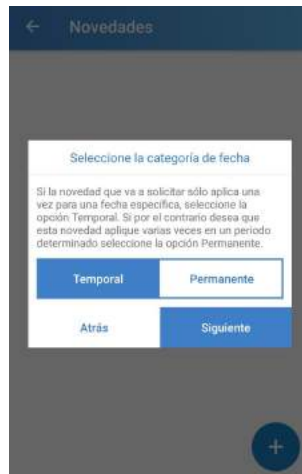 Novedades
Seleccione la categoría de fecha
Si la novedad que va a solicitar sólo aplica una
vez para una fecha específica, seleccione la
opción Temporal. Si por el contrario desea que
esta novedad aplique varias veces en un periodo
determinado seleccione la opción Permanente.
Temporal Permanente
Atrás Siguiente